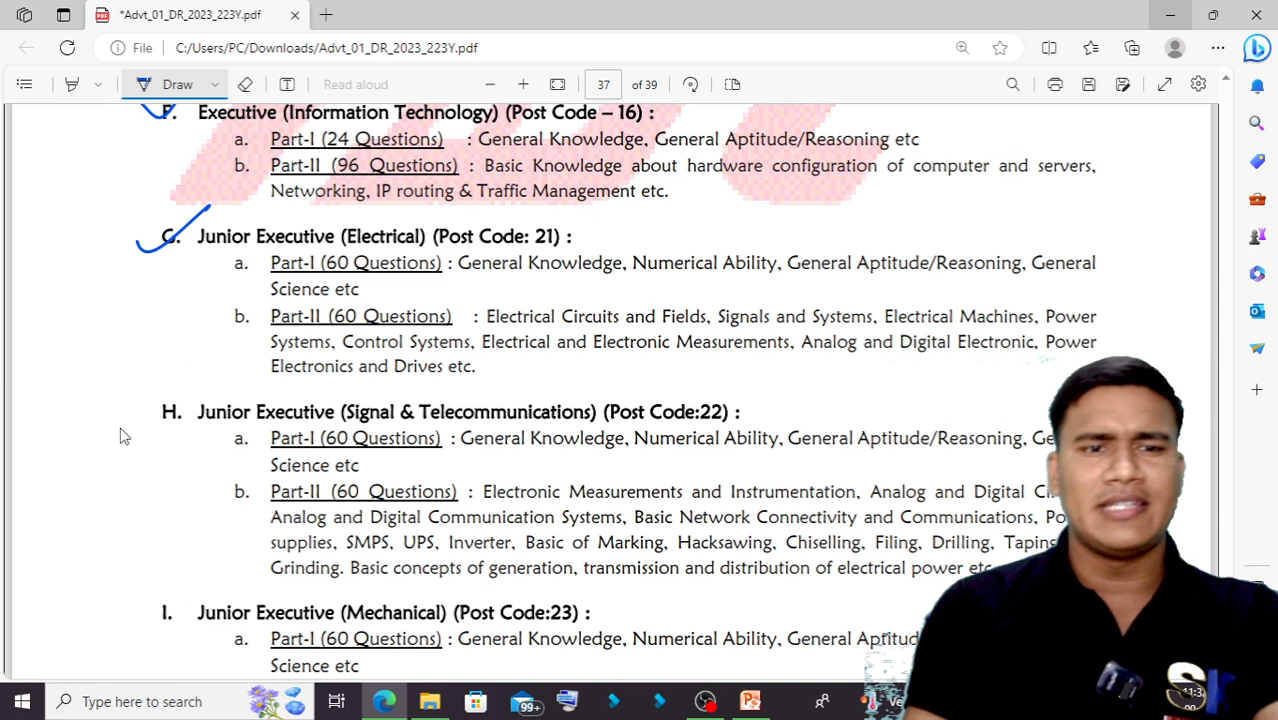 *Advt_01_DR_2023_223Y.pdf
File C:/Users/PC/Downloads/Advt_01_DR_2023_223Y.pdf
Draw Read aloud 37 of 39
F. Executive (Information Technology) (Post Code – 16) :
a. Part-I (24 Questions) : General Knowledge, General Aptitude/Reasoning etc
b. Part-II (96 Questions) : Basic Knowledge about hardware configuration of computer and servers,
Networking, IP routing & Traffic Management etc.
G. Junior Executive (Electrical) (Post Code: 21) :
a. Part-I (60 Questions) : General Knowledge, Numerical Ability, General Aptitude/Reasoning, General
Science etc
b. Part-II (60 Questions) : Electrical Circuits and Fields, Signals and Systems, Electrical Machines, Power
Systems, Control Systems, Electrical and Electronic Measurements, Analog and Digital Electronic, Power
Electronics and Drives etc.
H. Junior Executive (Signal & Telecommunications) (Post Code:22) :
a. Part-I (60 Questions) : General Knowledge, Numerical Ability, General Aptitude/Reasoning,
Science etc
b. Part-II (60 Questions) : Electronic Measurements and Instrumentation, Analog and Digital
Analog and Digital Communication Systems, Basic Network Connectivity and Communications,
supplies, SMPS, UPS, Inverter, Basic of Marking, Hacksawing, Chiselling, Filing, Drilling, Taping
Grinding. Basic concepts of generation, transmission and distribution of electrical power etc
I. Junior Executive (Mechanical) (Post Code:23) :
a. Part-I (60 Questions) : General Knowledge, Numerical Ability, General
Science etc
Type here to search
99+
SK